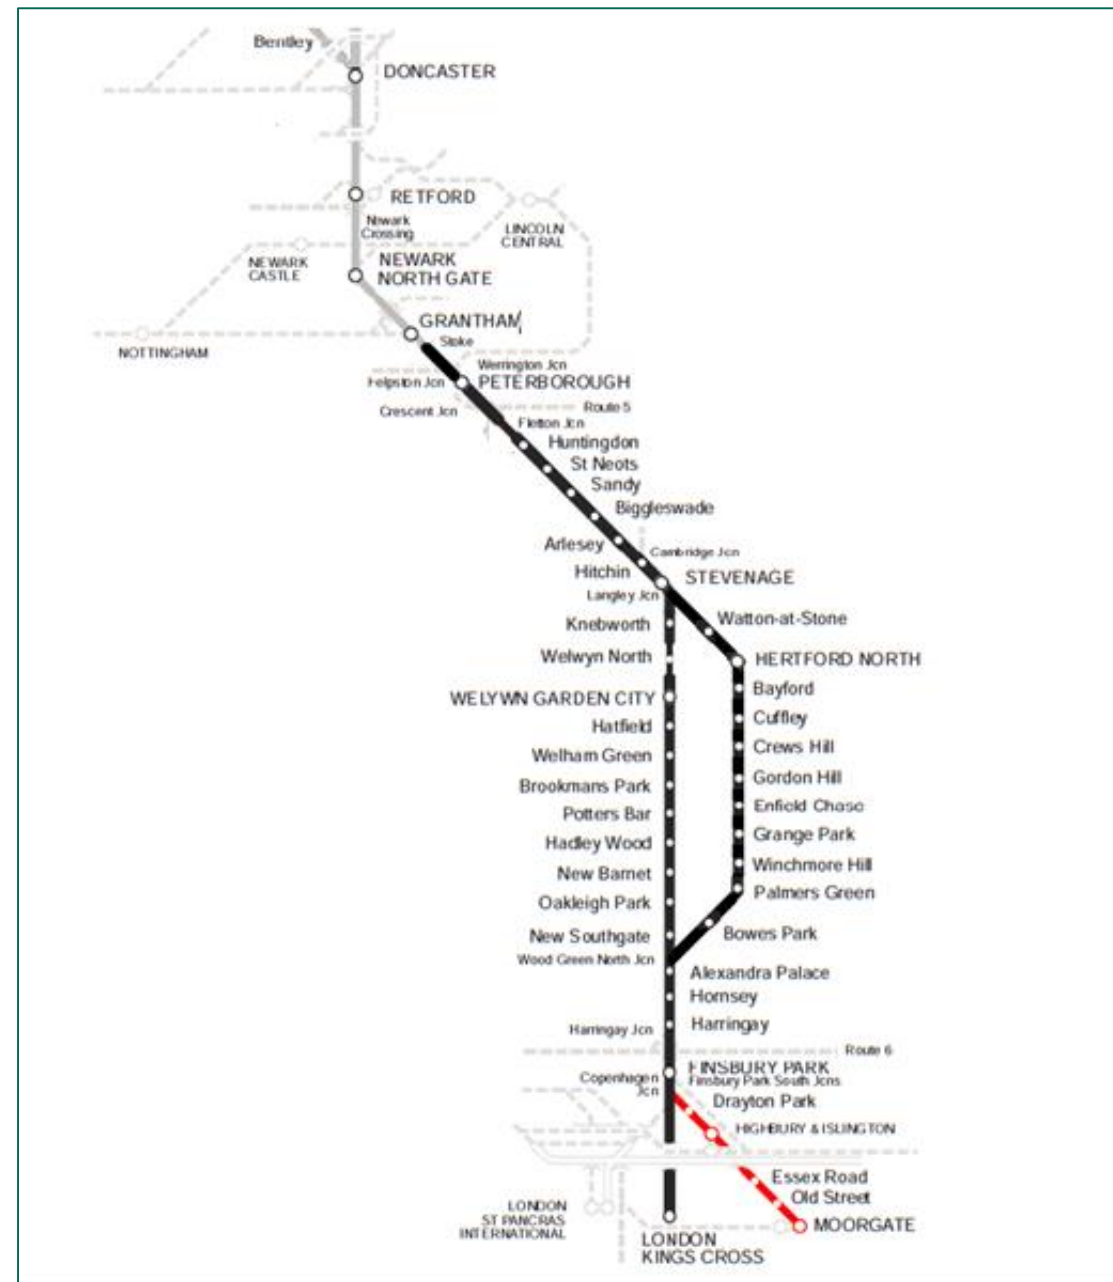 Bentley
DONCASTER
RETFORD
Newark
Crossing
LINCOLN
CENTRAL
NEWARK
CASTLE
NEWARK
NORTH GATE
GRANTHAM
Stoke
NOTTINGHAM
Werrington Jcn
Helpston Jcn
PETERBOROUGH
Crescent Jcn
Route 5
Fletton Jcn
Huntingdon
St Neots
Sandy
Biggleswade
Arlesey
Cambridge Jcn
Hitchin
STEVENAGE
Langley Jcn
Knebworth
Watton-at-Stone
Welwyn North
HERTFORD NORTH
Bayford
WELYWN GARDEN CITY
Cuffley
Hatfield
Crews Hill
Welham Green
Gordon Hill
Brookmans Park
Enfield Chase
Potters Bar
Grange Park
Hadley Wood
Winchmore Hill
New Barnet
Palmers Green
Oakleigh Park
Bowes Park
New Southgate
Wood Green North Jcn
Alexandra Palace
Hornsey
Harringay
Harringay Jcn
Route 6
FINSBURY PARK
Copenhagen
Jcn
Finsbury Park South Jcns
Drayton Park
HIGHBURY & ISLINGTON
Essex Road
Old Street
LONDON
ST PANCRAS
INTERNATIONAL
MOORGATE
LONDON
KINGS CROSS